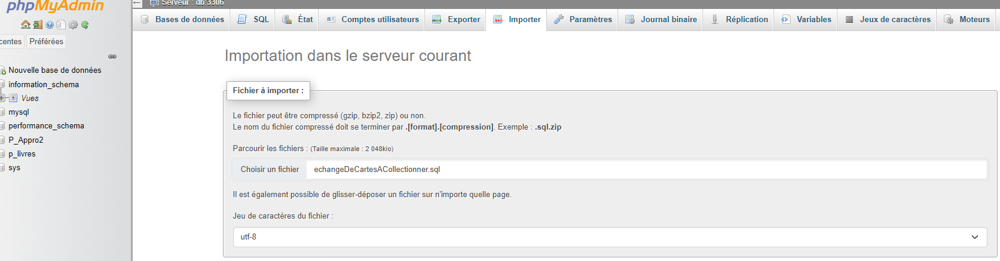 phpMyAdmin
centes Préférées
Nouvelle base de données
information_schema
Vues
mysql
performance_schema
P_Appro2
p_livres
sys
Serveur : db:3306
Bases de données SQL État Comptes utilisateurs Exporter Importer Paramètres Journal binaire Réplication Variables Jeux de caractères Moteurs
Importation dans le serveur courant
Fichier à importer :
Le fichier peut être compressé (gzip, bzip2, zip) ou non.
Le nom du fichier compressé doit se terminer par .[format].[compression]. Exemple : .sql.zip
Parcourir les fichiers : (Taille maximale : 2 048kio)
Choisir un fichier echangeDeCartesACollectionner.sql
Il est également possible de glisser-déposer un fichier sur n'importe quelle page.
Jeu de caractères du fichier :
utf-8